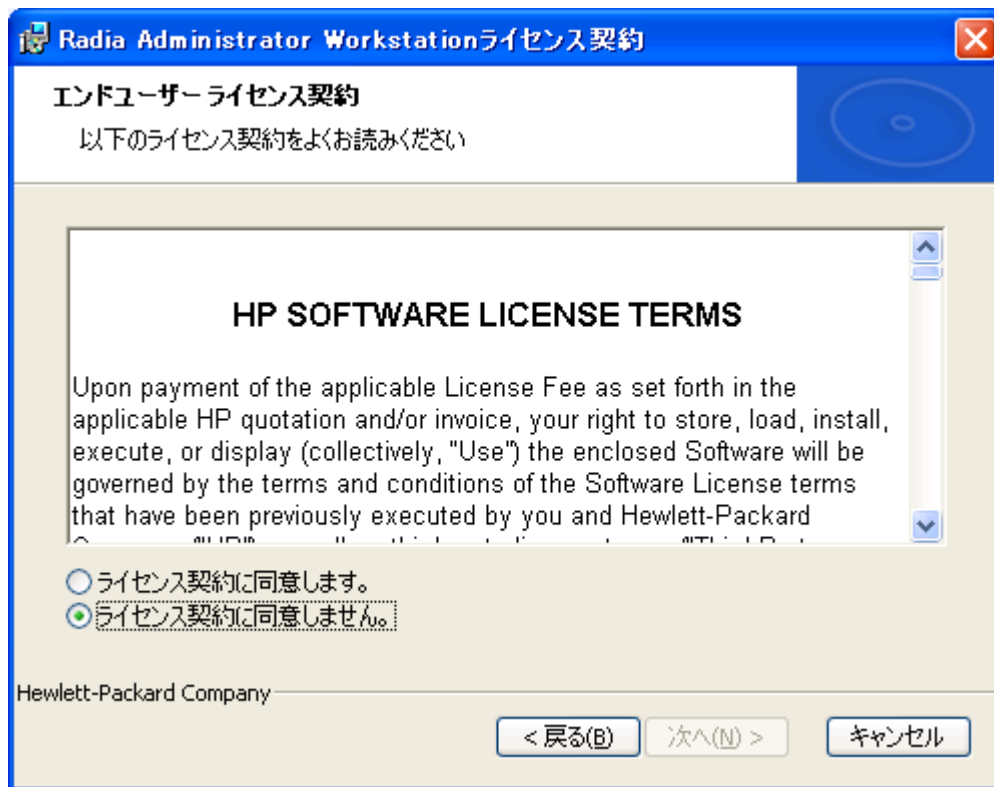 Radia Administrator Workstationライセンス契約
エンドユーザー ライセンス契約
以下のライセンス契約をよくお読みください
HP SOFTWARE LICENSE TERMS
Upon payment of the applicable License Fee as set forth in the
applicable HP quotation and/or invoice, your right to store, load, install,
execute, or display (collectively, "Use") the enclosed Software will be
governed by the terms and conditions of the Software License terms
that have been previously executed by you and Hewlett-Packard
ライセンス契約に同意します。
ライセンス契約に同意しません。
Hewlett-Packard Company
< 戻る(B)
次へ(N) >
キャンセル